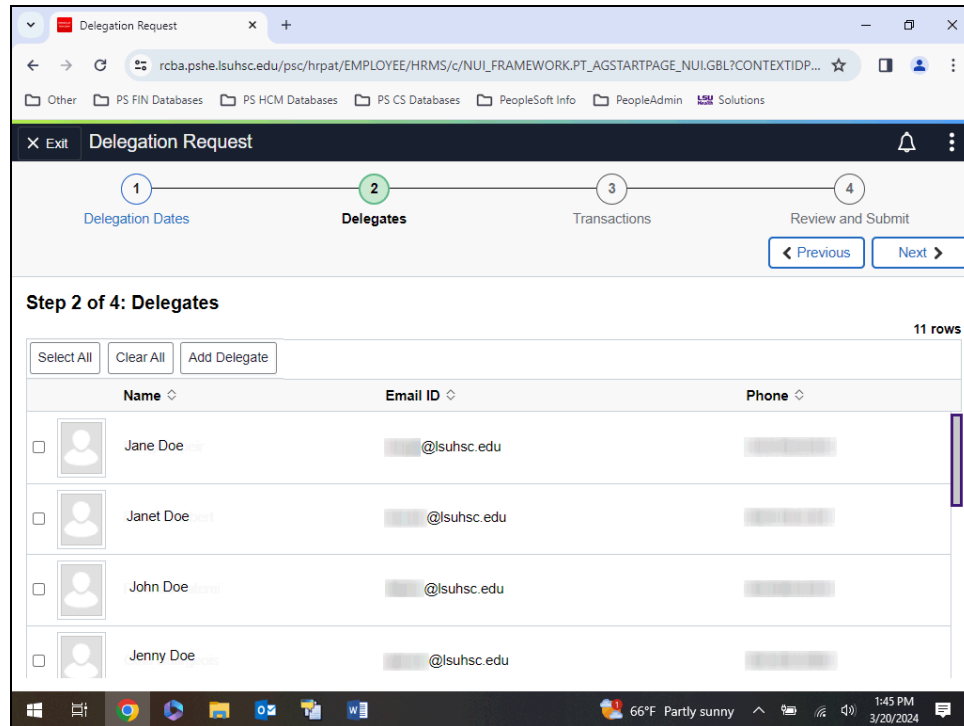 Delegation Request
rcba.pshe.lsuhsc.edu/psc/hrpat/EMPLOYEE/HRMS/c/NUI_FRAMEWORK.PT_AGSTARTPAGE_NUI.GBL?CONTEXTIDP...
Other PS FIN Databases PS HCM Databases PS CS Databases PeopleSoft Info PeopleAdmin LSU Health Solutions
Exit Delegation Request
1 2 3 4
Delegation Dates Delegates Transactions Review and Submit
Previous Next
Step 2 of 4: Delegates
11 rows
Select All Clear All Add Delegate
Name Email ID Phone
Jane Doe @lsuhsc.edu
Janet Doe @lsuhsc.edu
John Doe @lsuhsc.edu
Jenny Doe @lsuhsc.edu
66°F Partly sunny 1:45 PM
3/20/2024